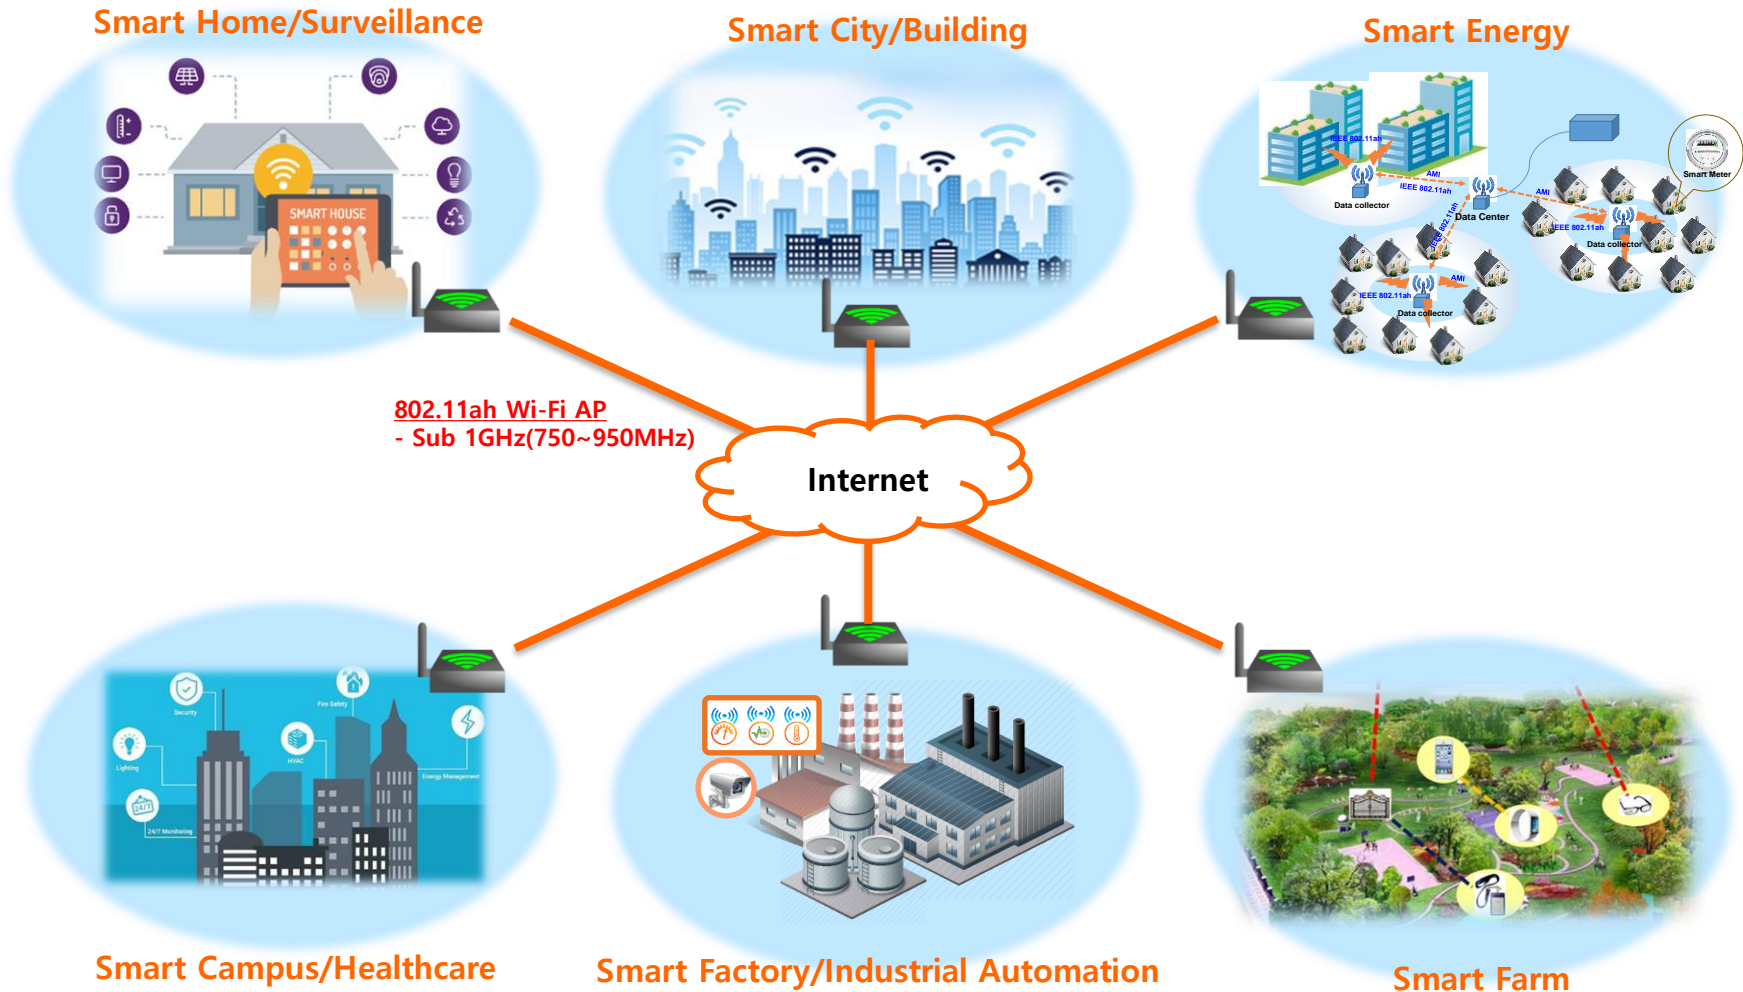 Smart Home/Surveillance
Smart City/Building
Smart Energy
SMART HOUSE
IEEE 802.11ah
AMI
IEEE 802.11ah
Data collector
Data Center
IEEE 802.11ah
AMI
Smart Meter
IEEE 802.11ah
Data collector
AMI
IEEE 802.11ah
Data collector
802.11ah Wi-Fi AP
- Sub 1GHz(750~950MHz)
Internet
Security
Fire Safety
Lighting
HVAC
Energy Management
24/7
24/7 Monitoring
Smart Campus/Healthcare
Smart Factory/Industrial Automation
Smart Farm